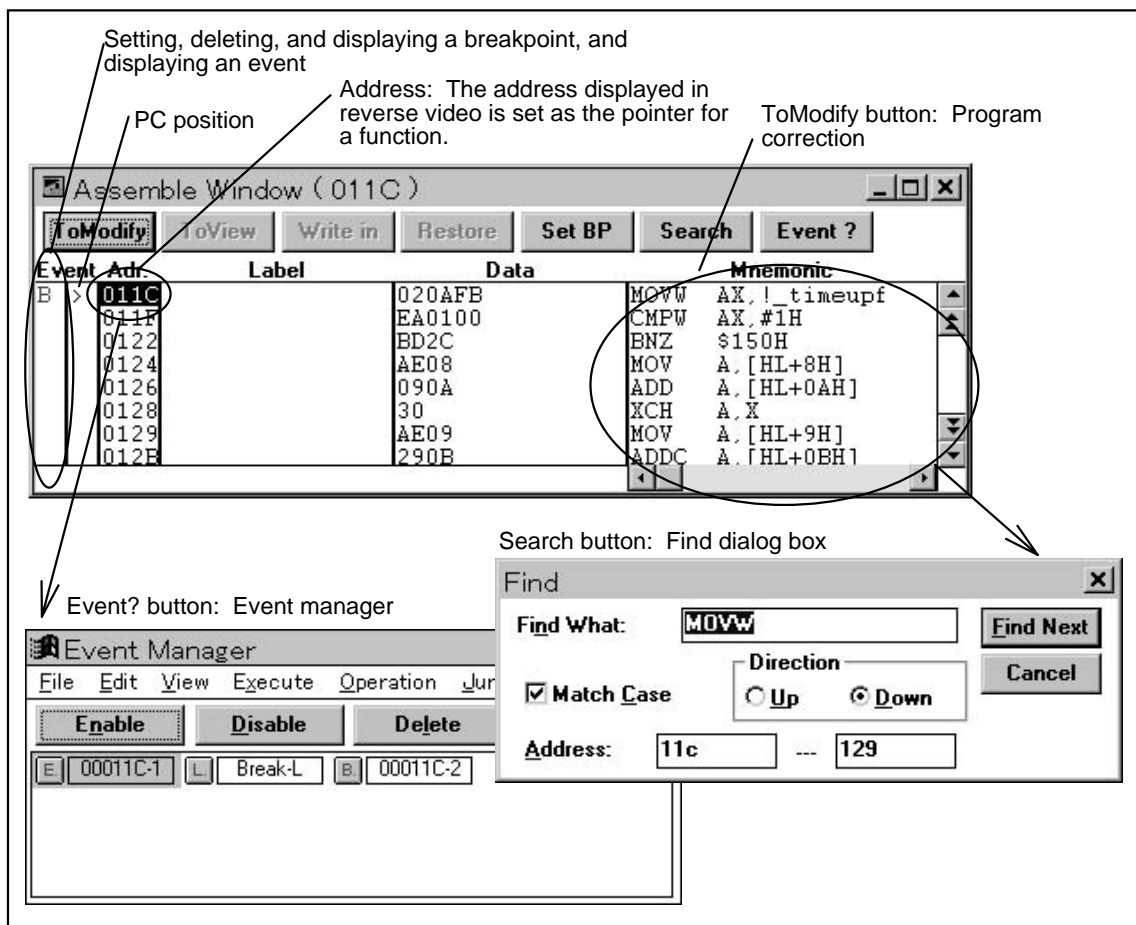 Setting, deleting, and displaying a breakpoint, and
displaying an event
Address: The address displayed in
reverse video is set as the pointer for
a function.
PC position
ToModify button: Program
correction
Assemble Window ( 011C )
ToModify ToView Write in Restore Set BP Search Event ?
Event Adr. Label Data Mnemonic
B > 011C 020AFB MOVW AX,!_timeupf
011F EA0100 CMPW AX,#1H
0122 BD2C BNZ $150H
0124 AE08 MOV A,[HL+8H]
0126 090A ADD A,[HL+0AH]
0128 30 XCH A,X
0129 AE09 MOV A,[HL+9H]
012B 290B ADDC A,[HL+0BH]
Search button: Find dialog box
Find
Find What: MOVW Find Next
Direction
Match Case Up Down Cancel
Address: 11c --- 129
Event? button: Event manager
Event Manager
File Edit View Execute Operation Jur
Enable Disable Delete
E. 00011C-1 L. Break-L B. 00011C-2